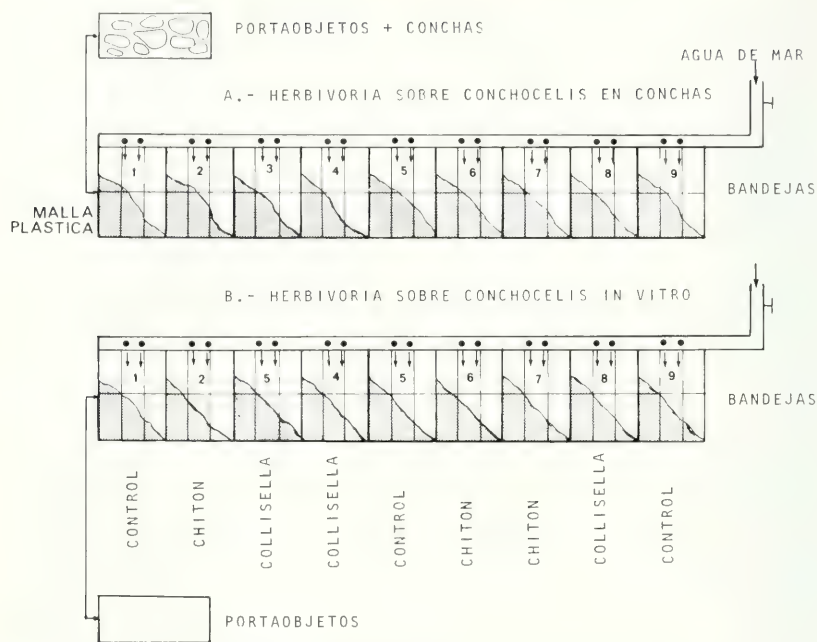 PORTAOBJETOS + CONCHAS
AGUA DE MAR
A.- HERBIVORIA SOBRE CONCHOCELIS EN CONCHAS
1 2 3 4 5 6 7 8 9
BANDEJAS
MALLA
PLASTICA
B.- HERBIVORIA SOBRE CONCHOCELIS IN VITRO
1 2 5 4 5 6 7 8 9
BANDEJAS
CONTROL
CHITON
COLLISELLA
COLLISELLA
CONTROL
CHITON
CHITON
COLLISELLA
CONTROL
PORTAOBJETOS